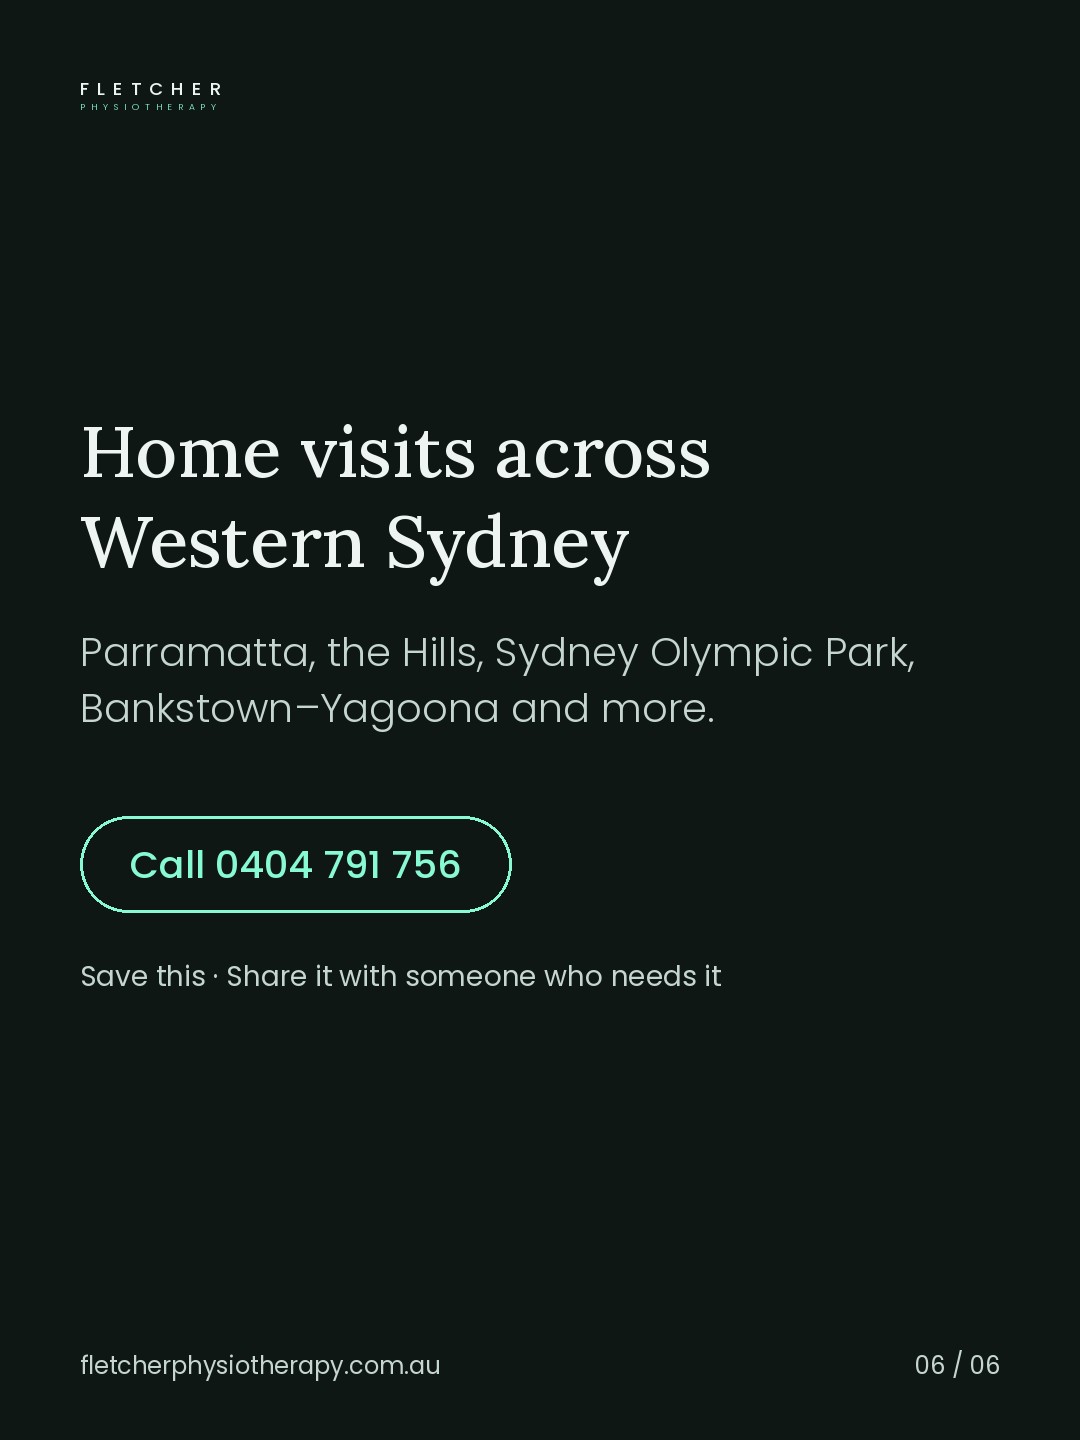 FLETCHER
PHYSIOTHERAPY
Home visits across
Western Sydney
Parramatta, the Hills, Sydney Olympic Park,
Bankstown–Yagoona and more.
Call 0404 791 756
Save this · Share it with someone who needs it
fletcherphysiotherapy.com.au
06 / 06